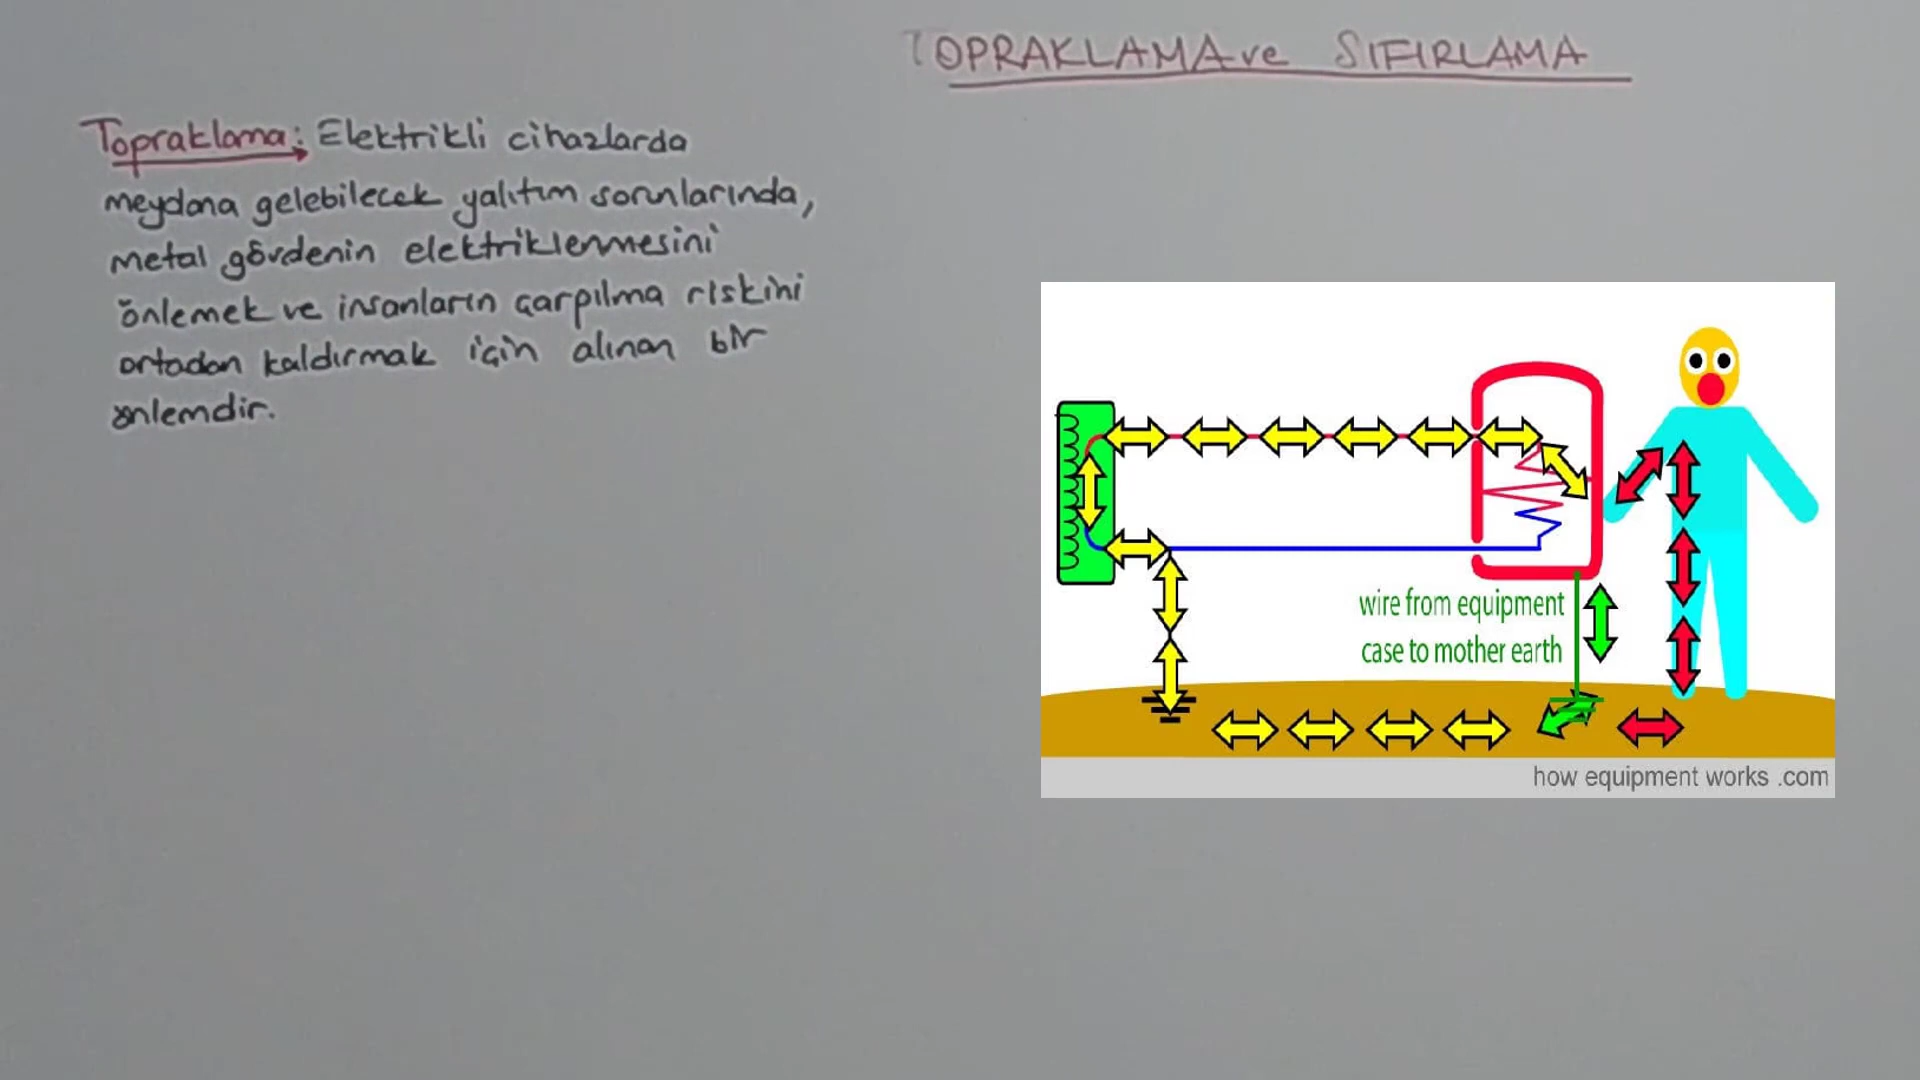 TOPRAKLAMA ve SIFIRLAMA
Topraklama: Elektrikli cihazlarda
meydana gelebilecek yalıtım sorunlarında,
metal gövdenin elektriklenmesini
önlemek ve insanların çarpılma riskini
ortadan kaldırmak için alınan bir
önlemdir.
wire from equipment
case to mother earth
how equipment works .com